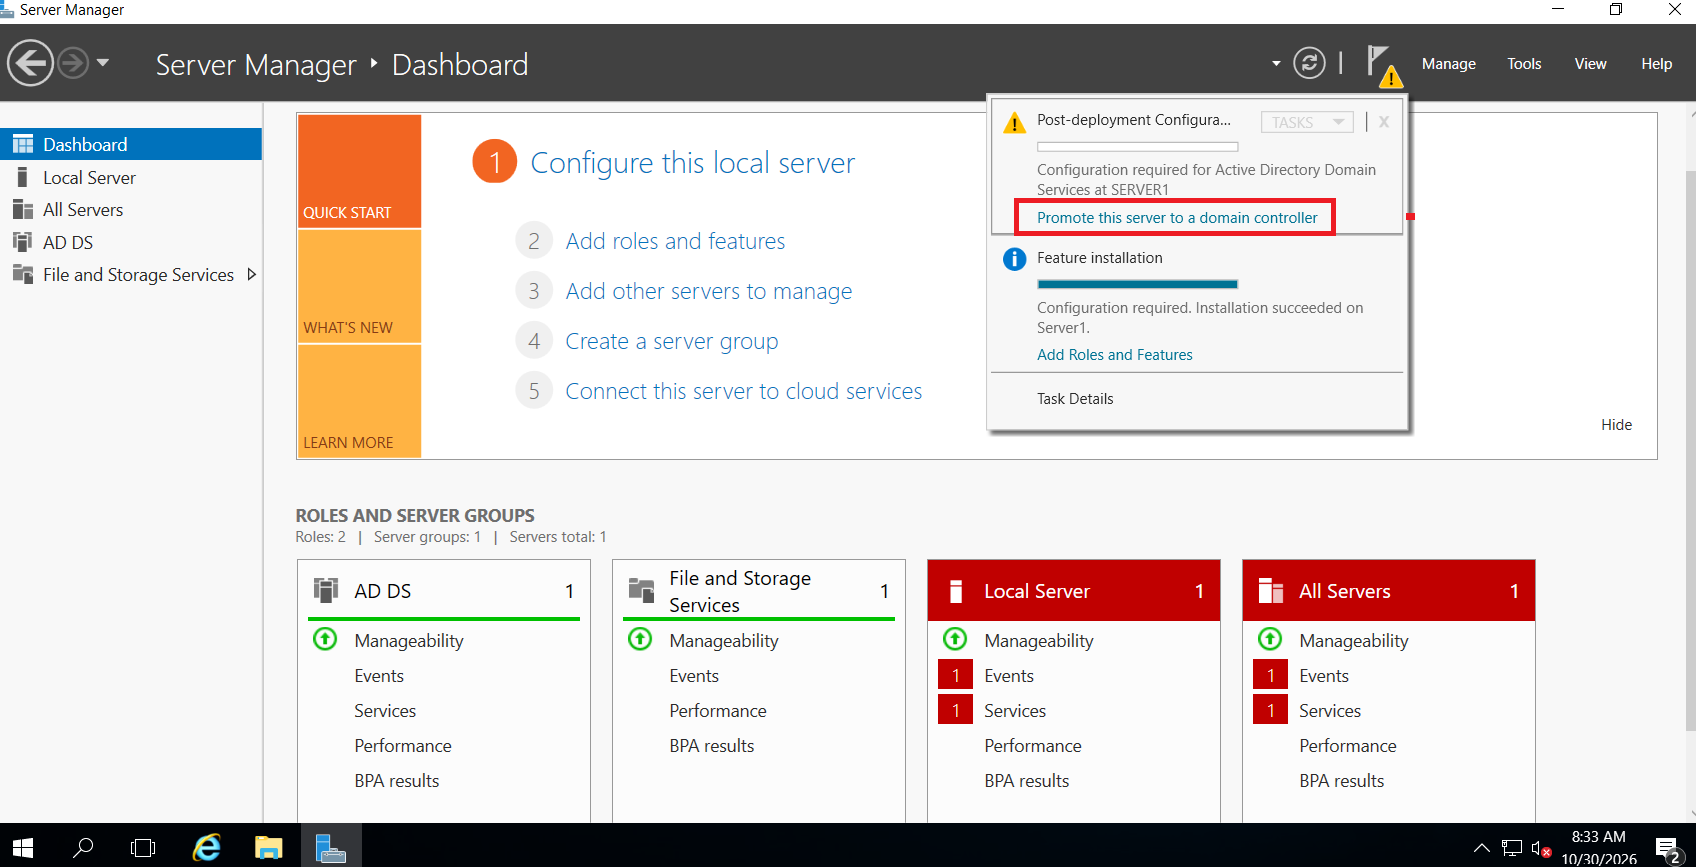 Server Manager
Server Manager
Dashboard
Manage
Tools
View
Help
Dashboard
Local Server
All Servers
AD DS
File and Storage Services
QUICK START
WHAT'S NEW
LEARN MORE
1 Configure this local server
2 Add roles and features
3 Add other servers to manage
4 Create a server group
5 Connect this server to cloud services
Post-deployment Configura...
TASKS
X
Configuration required for Active Directory Domain
Services at SERVER1
Promote this server to a domain controller
Feature installation
Configuration required. Installation succeeded on
Server1.
Add Roles and Features
Task Details
Hide
ROLES AND SERVER GROUPS
Roles: 2 | Server groups: 1 | Servers total: 1
AD DS 1
Manageability
Events
Services
Performance
BPA results
File and Storage
Services 1
Manageability
Events
Performance
BPA results
Local Server 1
Manageability
1 Events
1 Services
Performance
BPA results
All Servers 1
Manageability
1 Events
1 Services
Performance
BPA results
8:33 AM
10/30/2026
2